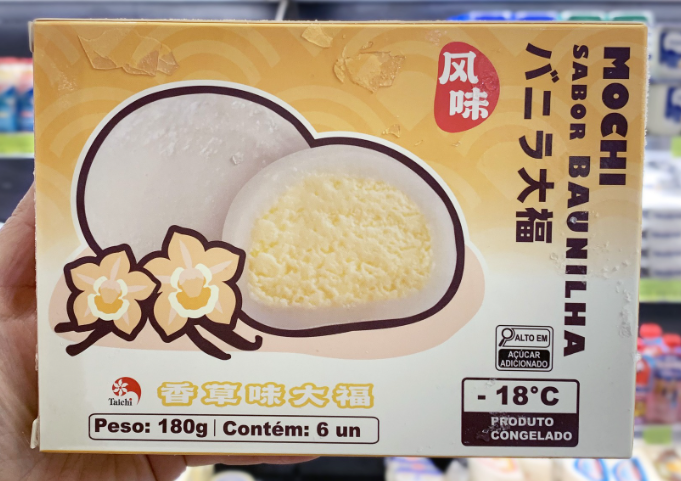 风
味
MOCHI
SABOR BAUNILHA
バニラ大福
ALTO EM
AÇÚCAR
ADICIONADO
Taichi
香草味大福
- 18°C
PRODUTO
CONGELADO
Peso: 180g | Contém: 6 un